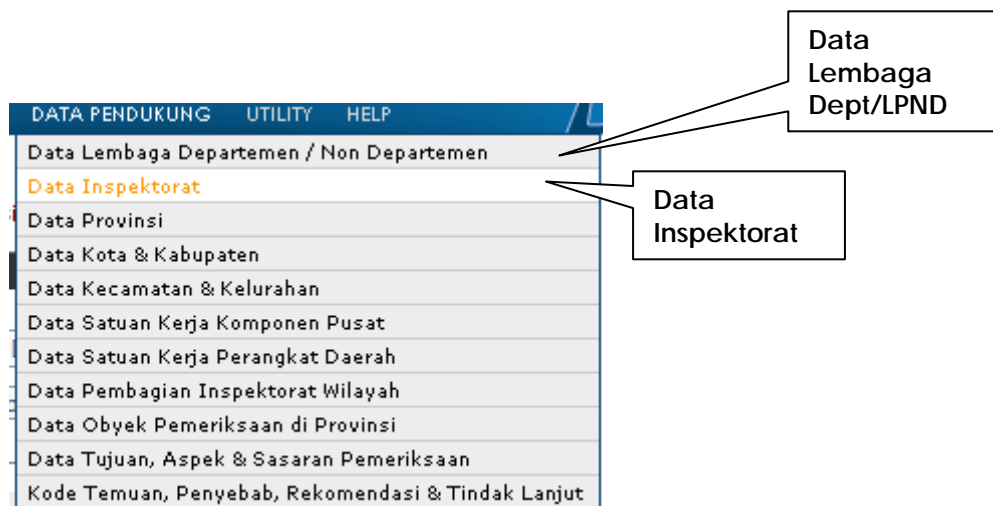 Data
Lembaga
Dept/LPND
DATA PENDUKUNG UTILITY HELP
Data Lembaga Departemen / Non Departemen
Data Inspektorat
Data
Inspektorat
Data Provinsi
Data Kota & Kabupaten
Data Kecamatan & Kelurahan
Data Satuan Kerja Komponen Pusat
Data Satuan Kerja Perangkat Daerah
Data Pembagian Inspektorat Wilayah
Data Obyek Pemeriksaan di Provinsi
Data Tujuan, Aspek & Sasaran Pemeriksaan
Kode Temuan, Penyebab, Rekomendasi & Tindak Lanjut